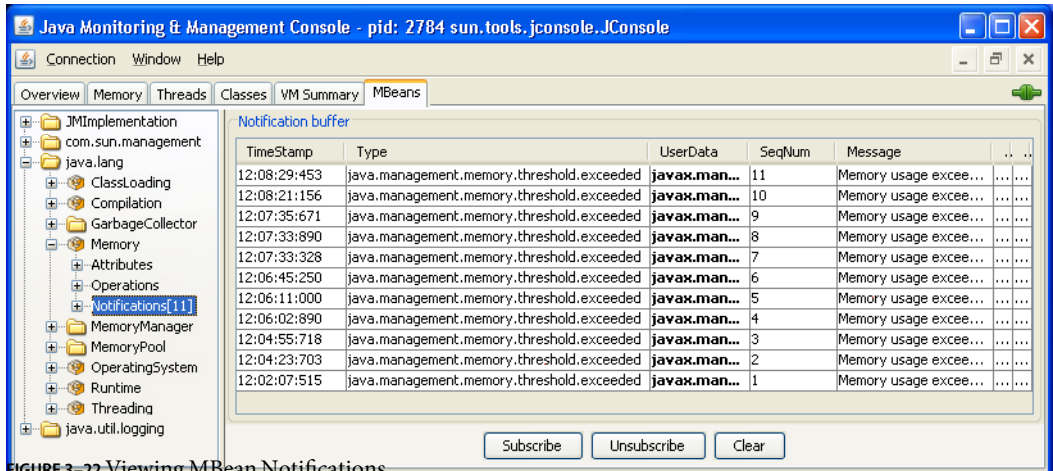 Java Monitoring & Management Console - pid: 2784 sun.tools.jconsole.JConsole
Connection Window Help
Overview Memory Threads Classes VM Summary MBeans
JMImplementation
com.sun.management
java.lang
ClassLoading
Compilation
GarbageCollector
Memory
Attributes
Operations
Notifications[11]
MemoryManager
MemoryPool
OperatingSystem
Runtime
Threading
java.util.logging
Notification buffer
TimeStamp Type UserData SeqNum Message .. ..
12:08:29:453 java.management.memory.threshold.exceeded javax.man... 11 Memory usage excee... ... ...
12:08:21:156 java.management.memory.threshold.exceeded javax.man... 10 Memory usage excee... ... ...
12:07:35:671 java.management.memory.threshold.exceeded javax.man... 9 Memory usage excee... ... ...
12:07:33:890 java.management.memory.threshold.exceeded javax.man... 8 Memory usage excee... ... ...
12:07:33:328 java.management.memory.threshold.exceeded javax.man... 7 Memory usage excee... ... ...
12:06:45:250 java.management.memory.threshold.exceeded javax.man... 6 Memory usage excee... ... ...
12:06:11:000 java.management.memory.threshold.exceeded javax.man... 5 Memory usage excee... ... ...
12:06:02:890 java.management.memory.threshold.exceeded javax.man... 4 Memory usage excee... ... ...
12:04:55:718 java.management.memory.threshold.exceeded javax.man... 3 Memory usage excee... ... ...
12:04:23:703 java.management.memory.threshold.exceeded javax.man... 2 Memory usage excee... ... ...
12:02:07:515 java.management.memory.threshold.exceeded javax.man... 1 Memory usage excee... ... ...
Subscribe Unsubscribe Clear
FIGURE 3–22 Viewing MBean Notifications